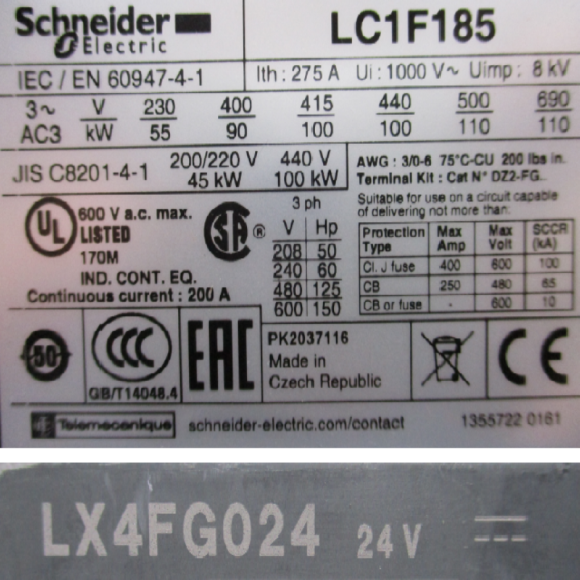 Schneider Electric LC1F185
IEC / EN 60947-4-1 Ith : 275 A Ui : 1000 V~ Uimp : 8 kV
3~ V 230 400 415 440 500 690
AC3 kW 55 90 100 100 110 110
JIS C8201-4-1 200/220 V 440 V
45 kW 100 kW
AWG : 3/0-6 75°C-CU 200 lbs in.
Terminal Kit : Cat N° DZ2-FG..
UL 600 V a.c. max.
LISTED
170M
IND. CONT. EQ.
Continuous current : 200 A
SA ®
3 ph
V Hp
208 50
240 60
480 125
600 150
Suitable for use on a circuit capable
of delivering not more than:
Protection Type Max Amp Max Volt SCCR (kA)
Cl. J fuse 400 600 100
CB 250 480 65
CB or fuse - 600 10
50
CCC
GB/T14048.4
EAC
PK2037116
Made in
Czech Republic
CE
Telemecanique schneider-electric.com/contact 1355722 0161
LX4FG024 24 V